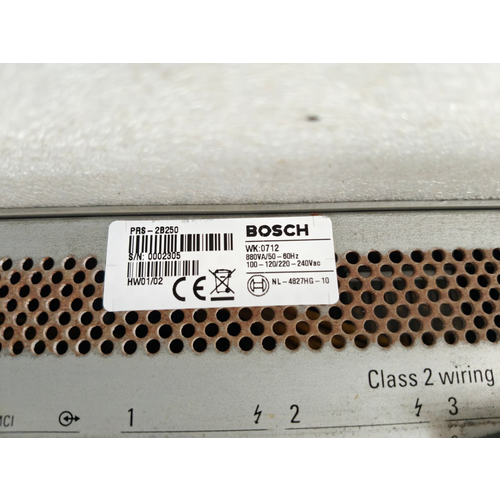 PRS-2B250
S/N: 0002305
HW01/02
BOSCH
WK:0712
880VA/50-60Hz
100-120/220-240Vac
NL-4827HG-10
Class 2 wiring
MCI 1 2 3